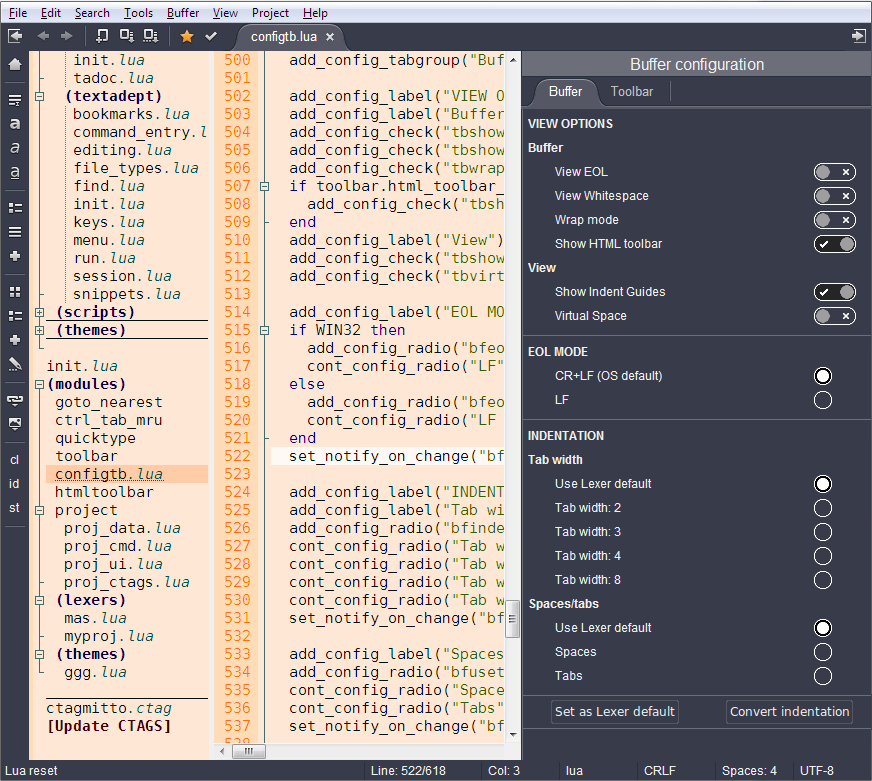 File Edit Search Tools Buffer View Project Help
configtb.lua
init.lua
tadoc.lua
(textadept)
bookmarks.lua
command_entry.l
editing.lua
file_types.lua
find.lua
init.lua
keys.lua
menu.lua
run.lua
session.lua
snippets.lua
(scripts)
(themes)
init.lua
(modules)
goto_nearest
ctrl_tab_mru
quicktype
toolbar
configtb.lua
htmltoolbar
project
proj_data.lua
proj_cmd.lua
proj_ui.lua
proj_ctags.lua
(lexers)
mas.lua
myproj.lua
(themes)
ggg.lua
ctagmitto.ctag
[Update CTAGS]
a
a
a
cl
id
st
500 add_config_tabgroup("Buf
501
502 add_config_label("VIEW O
503 add_config_label("Buffer
504 add_config_check("tbshow
505 add_config_check("tbshow
506 add_config_check("tbwrap
507 if toolbar.html_toolbar_
508 add_config_check("tbsh
509 end
510 add_config_label("View")
511 add_config_check("tbshow
512 add_config_check("tbvirt
513
514 add_config_label("EOL MO
515 if WIN32 then
516 add_config_radio("bfeo
517 cont_config_radio("LF"
518 else
519 add_config_radio("bfeo
520 cont_config_radio("LF
521 end
522 set_notify_on_change("bf
523
524 add_config_label("INDENT
525 add_config_label("Tab wi
526 add_config_radio("bfinde
527 cont_config_radio("Tab w
528 cont_config_radio("Tab w
529 cont_config_radio("Tab w
530 cont_config_radio("Tab w
531 set_notify_on_change("bf
532
533 add_config_label("Spaces
534 add_config_radio("bfuset
535 cont_config_radio("Space
536 cont_config_radio("Tabs"
537 set_notify_on_change("bf
Buffer configuration
Buffer Toolbar
VIEW OPTIONS
Buffer
View EOL
View Whitespace
Wrap mode
Show HTML toolbar
View
Show Indent Guides
Virtual Space
EOL MODE
CR+LF (OS default)
LF
INDENTATION
Tab width
Use Lexer default
Tab width: 2
Tab width: 3
Tab width: 4
Tab width: 8
Spaces/tabs
Use Lexer default
Spaces
Tabs
Set as Lexer default Convert indentation
Lua reset Line: 522/618 Col: 3 lua CRLF Spaces: 4 UTF-8